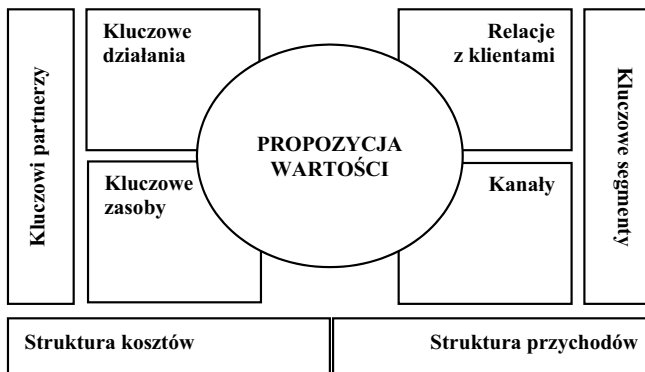 Kluczowi partnerzy
Kluczowe
działania
Kluczowe
zasoby
PROPOZYCJA
WARTOŚCI
Relacje
z klientami
Kanały
Kluczowe segmenty
Struktura kosztów
Struktura przychodów